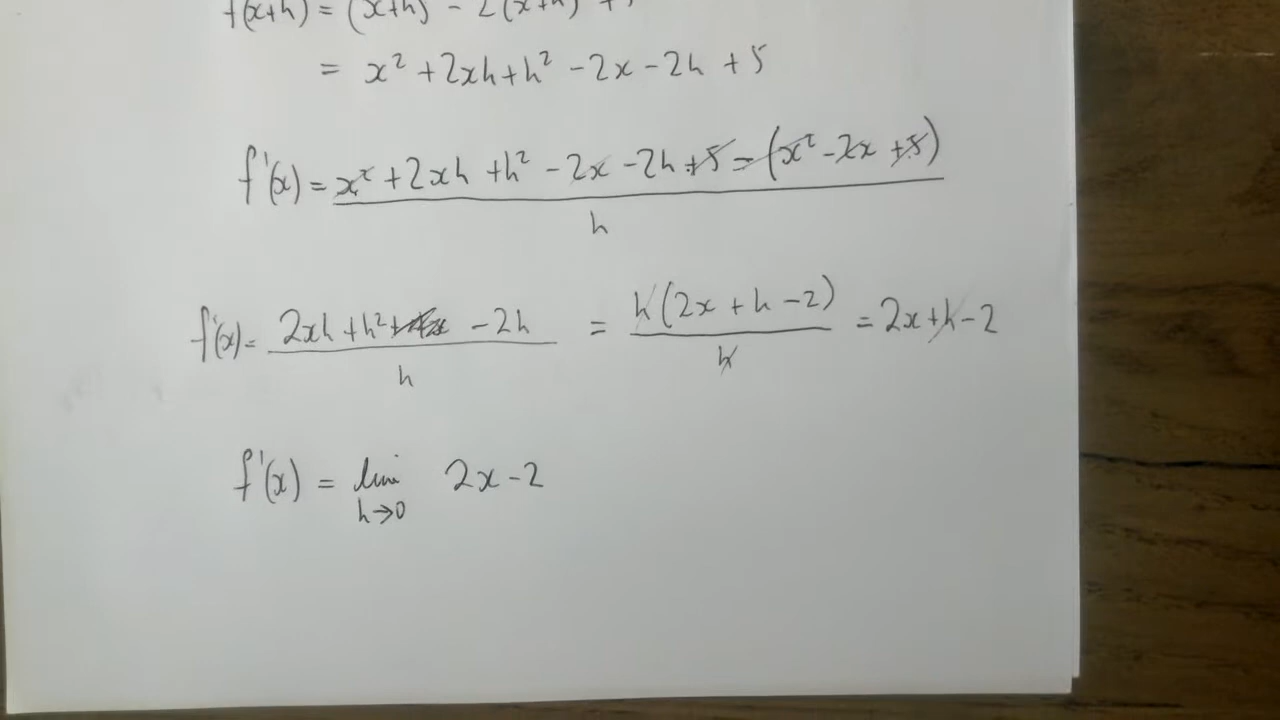 f(x+h) = (x+h) - 2(x+h) +
= x² + 2xh + h² - 2x - 2h + 5
f'(x) = x² + 2xh + h² - 2x - 2h + 5 - (x² - 2x + 5)
h
f'(x) = 2xh + h² - 2h = h(2x + h - 2) = 2x + h - 2
h h
f'(x) = lim 2x - 2
h→0